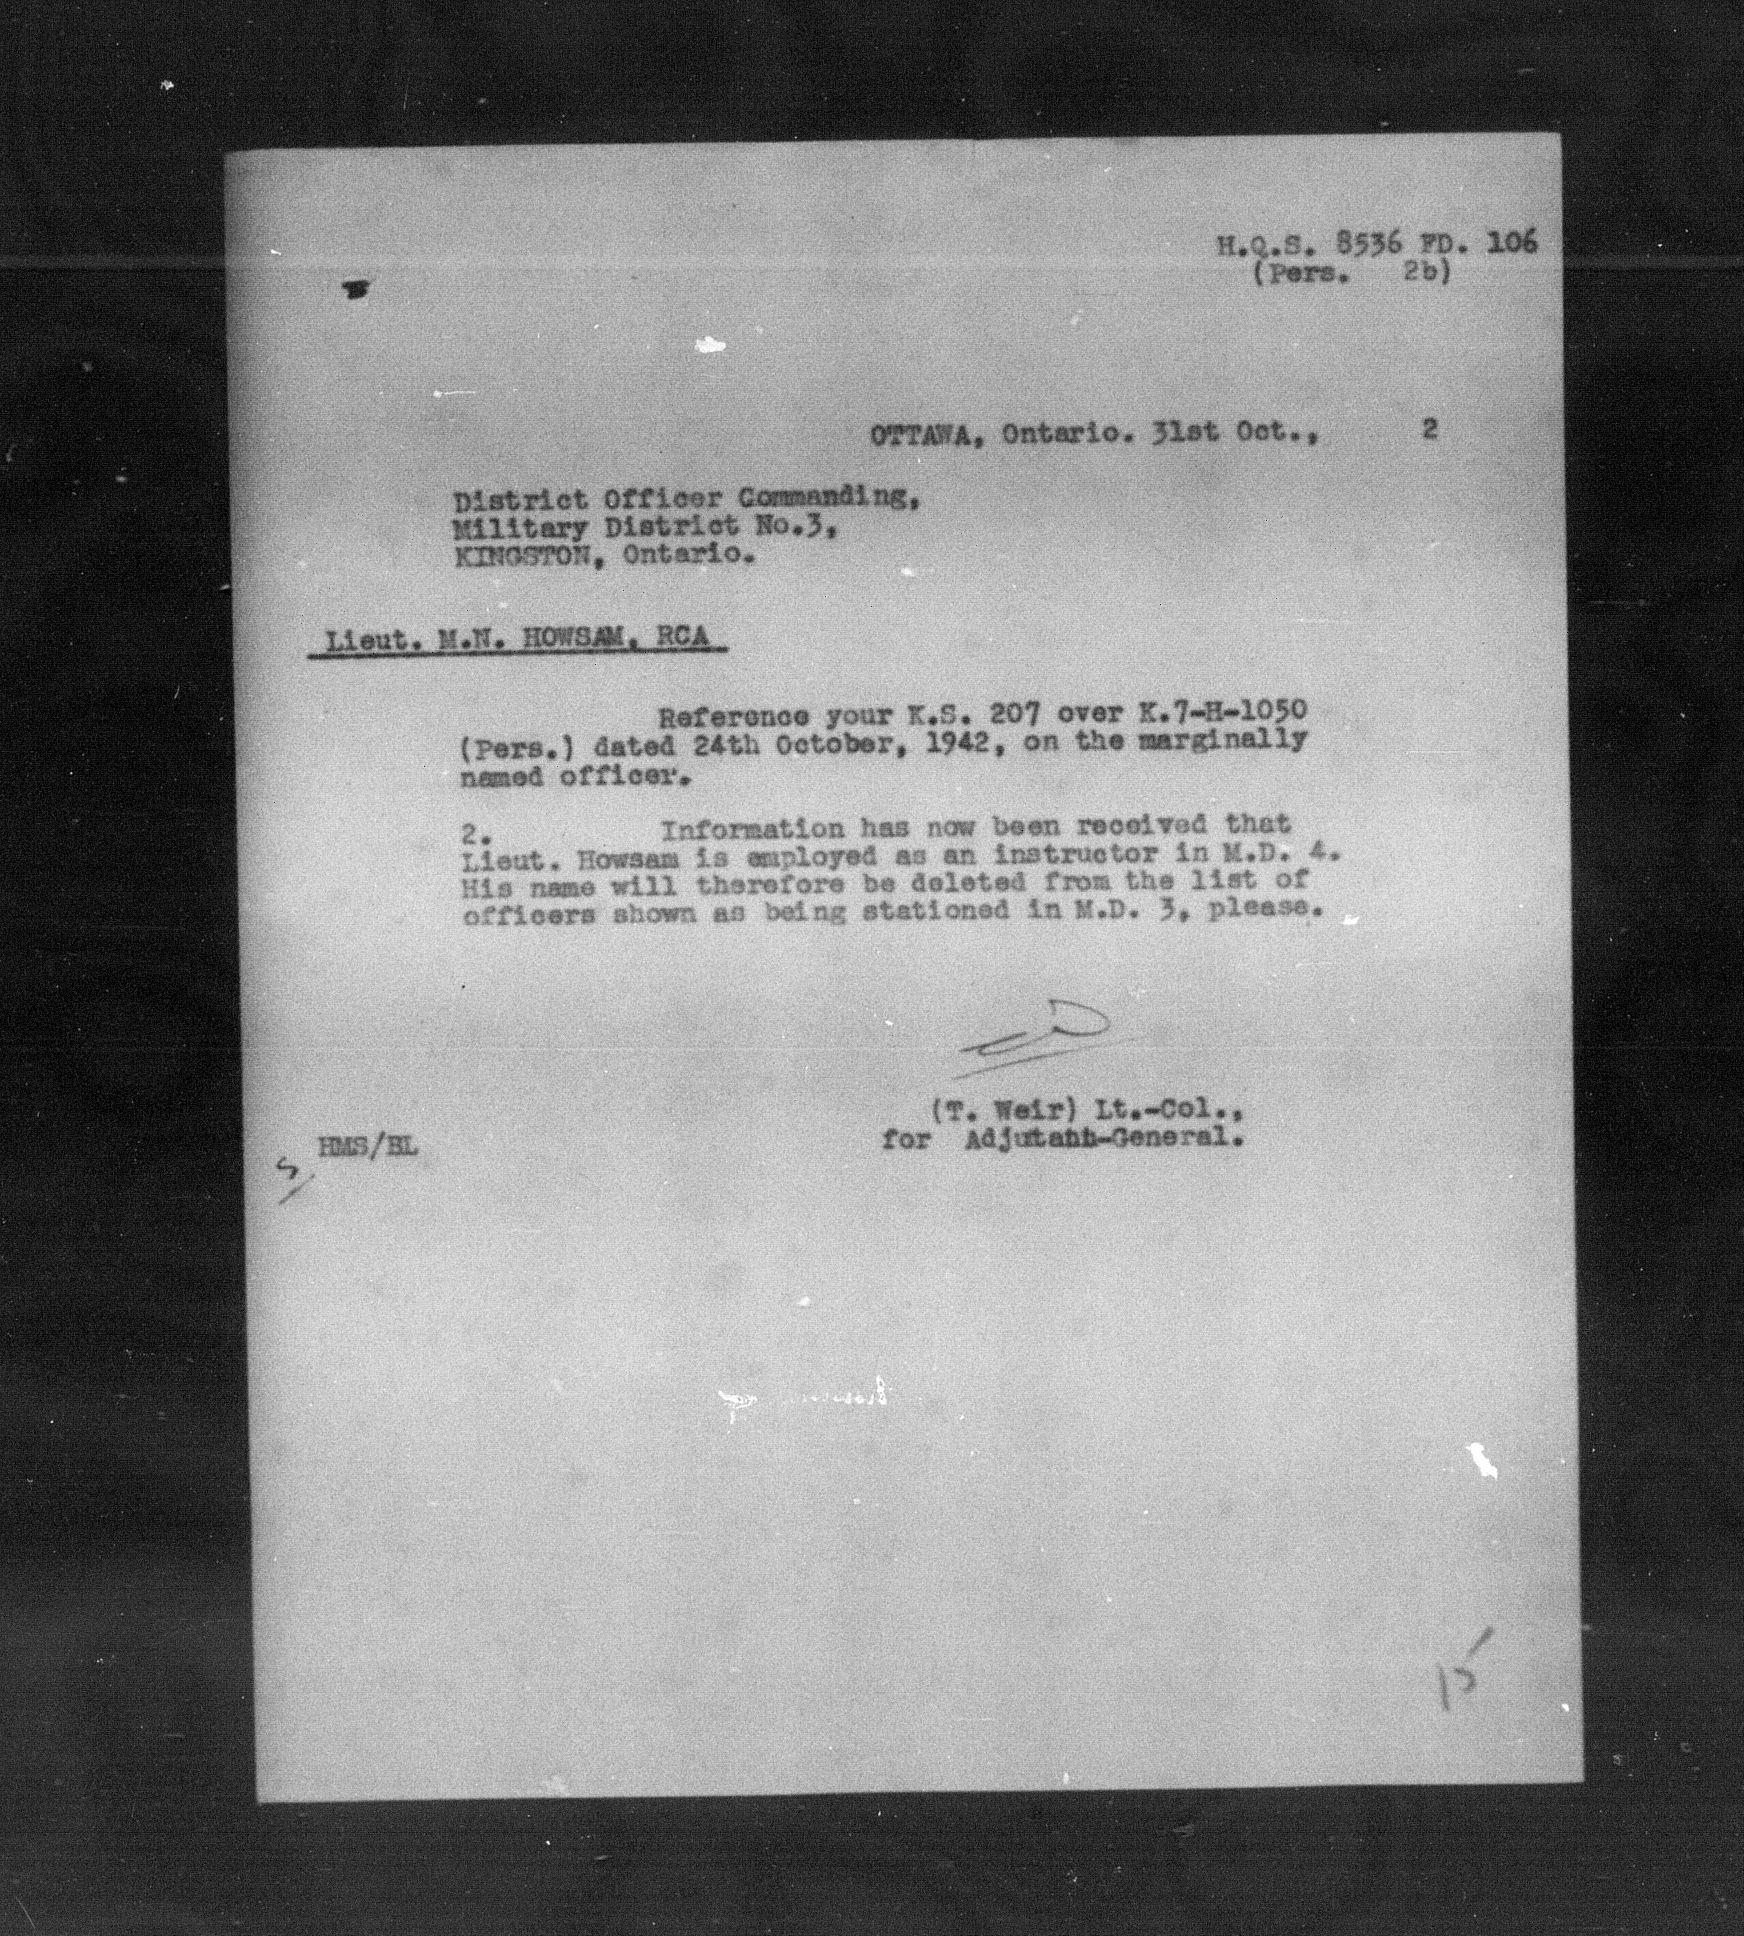 H.Q.S. 8536 FD. 106
(Pers. 2b)
OTTAWA, Ontario. 31st Oct., 2
District Officer Commanding,
Military District No.3,
KINGSTON, Ontario.
Lieut. M.N. HOWSAM, RCA
Reference your K.S. 207 over K.7-H-1050
(Pers.) dated 24th October, 1942, on the marginally
named officer.
2. Information has now been received that
Lieut. Howsam is employed as an instructor in M.D. 4.
His name will therefore be deleted from the list of
officers shown as being stationed in M.D. 3, please.
(T. Weir) Lt.-Col.,
for Adjutahh-General.
HMS/BL
S
15